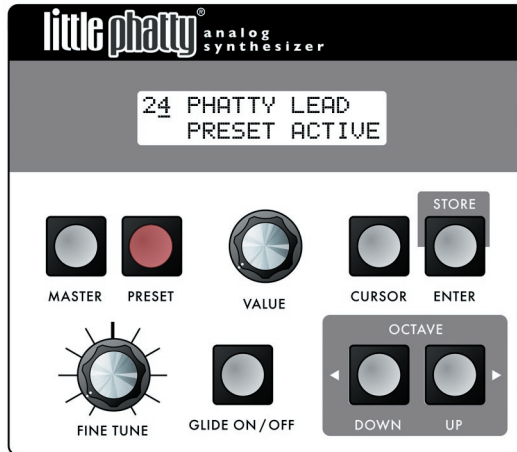 little phatty® analog
synthesizer
24 PHATTY LEAD
PRESET ACTIVE
STORE
MASTER PRESET VALUE CURSOR ENTER
OCTAVE
FINE TUNE GLIDE ON / OFF DOWN UP